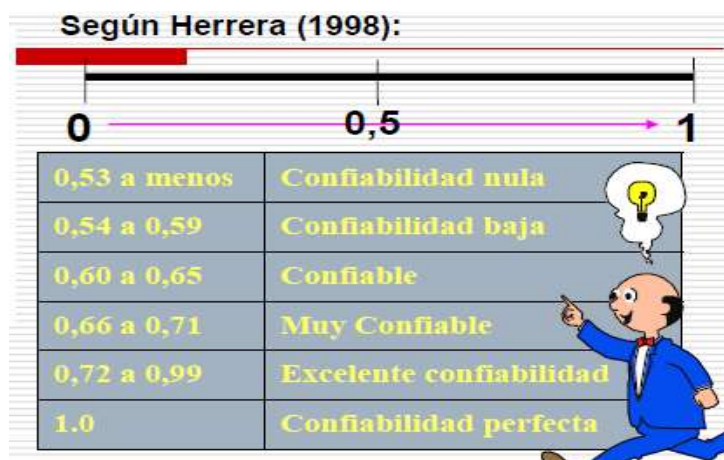 Según Herrera (1998):
0 0,5 1
0,53 a menos Confiabilidad nula
0,54 a 0,59 Confiabilidad baja
0,60 a 0,65 Confiable
0,66 a 0,71 Muy Confiable
0,72 a 0,99 Excelente confiabilidad
1.0 Confiabilidad perfecta